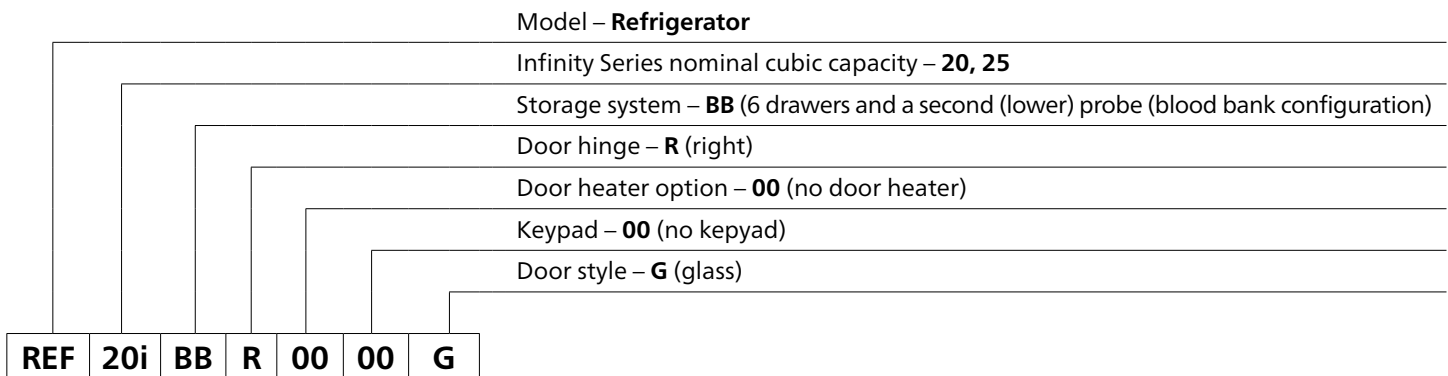 Model – Refrigerator
Infinity Series nominal cubic capacity – 20, 25
Storage system – BB (6 drawers and a second (lower) probe (blood bank configuration)
Door hinge – R (right)
Door heater option – 00 (no door heater)
Keypad – 00 (no kepyad)
Door style – G (glass)
REF 20i BB R 00 00 G